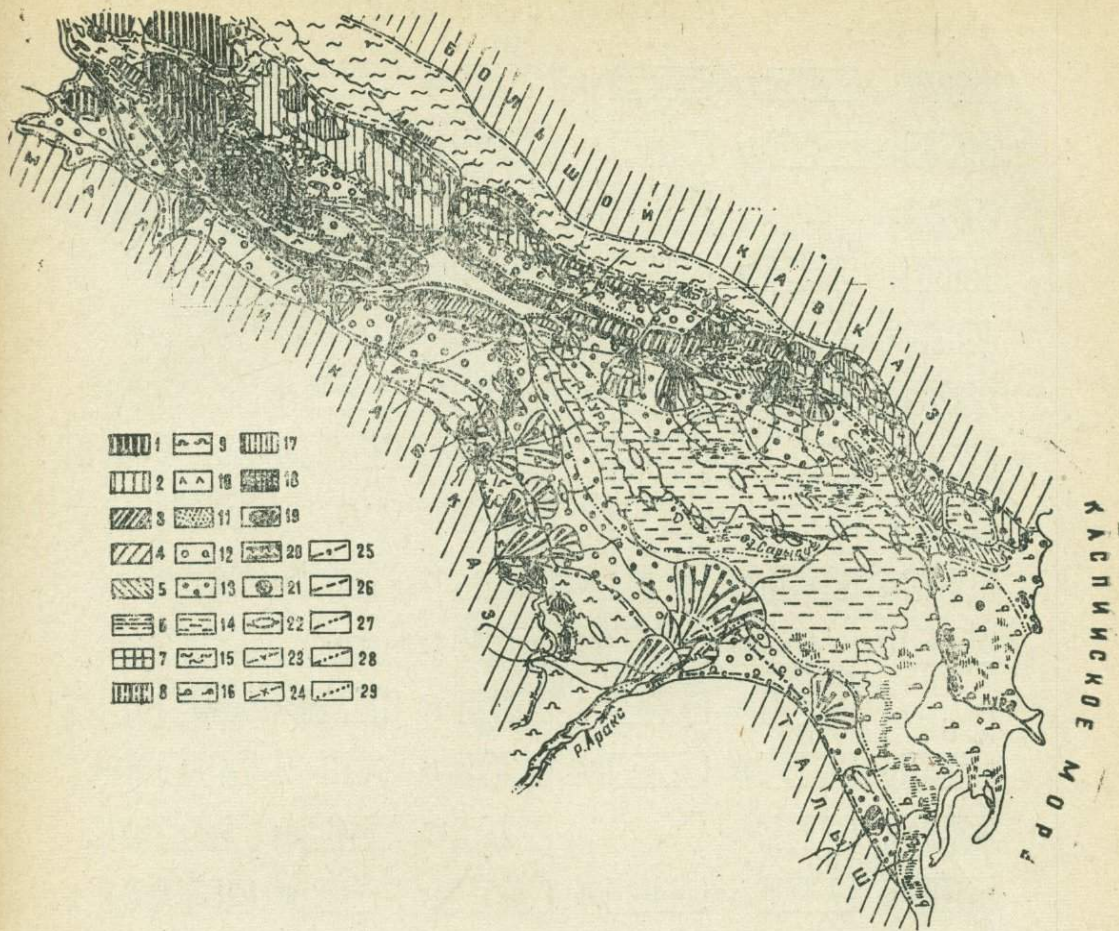 БОЛЬШОЙ КАВКАЗ
МАЛЫЙ КАВКАЗ
Кура
оз. Сарысу
р. Аракс
Кура
ТАЛЫШ
КАСПИЙСКОЕ МОРЕ
1 9 17
2 10 18
3 11 19
4 12 20 25
5 13 21 26
6 14 22 27
7 15 23 28
8 16 24 29